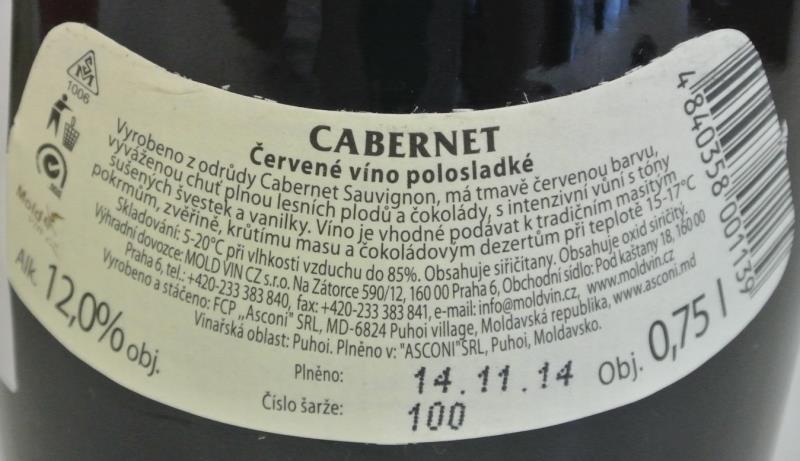 1006
CABERNET
Červené víno polosladké
Vyrobeno z odrůdy Cabernet Sauvignon, má tmavě červenou barvu,
vyváženou chuť plnou lesních plodů a čokolády, s intenzivní vůní s tóny
sušených švestek a vanilky. Víno je vhodné podávat k tradičním masitým
pokrmům, zvěřině, krůtímu masu a čokoládovým dezertům při teplotě 15-17°C
Skladování: 5-20°C při vlhkosti vzduchu do 85%. Obsahuje siřičitany. Obsahuje oxid siričitý.
Výhradní dovozce: MOLD VIN CZ s.r.o. Na Zátorce 590/12, 160 00 Praha 6, Obchodní sídlo: Pod kaštany 18, 160 00
Praha 6, tel.: +420-233 383 840, fax: +420-233 383 841, e-mail: info@moldvin.cz, www.moldvin.cz
Vyrobeno a stáčeno: FCP „Asconi" SRL, MD-6824 Puhoi village, Moldavská republika, www.asconi.md
Vinařská oblast: Puhoi. Plněno v: "ASCONI"SRL, Puhoi, Moldavsko.
Alk. 12,0% obj.
Plněno: 14.11.14
Číslo šarže: 100
Obj. 0,75 l
4 840358 001139